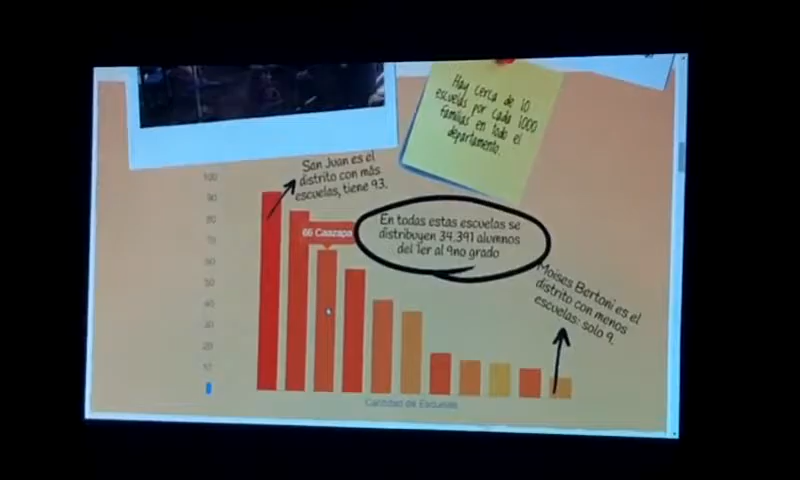 Hay cerca de 10
escuelas por cada 1000
familias en todo el
departamento.
San Juan es el
distrito con más
escuelas, tiene 93.
66 Caazapa
En todas estas escuelas se
distribuyen 34.391 alumnos
del 1er al 9no grado
Moises Bertoni es el
distrito con menos
escuelas: solo 9.
100
90
80
70
60
50
40
30
20
10
Cantidad de Escuelas